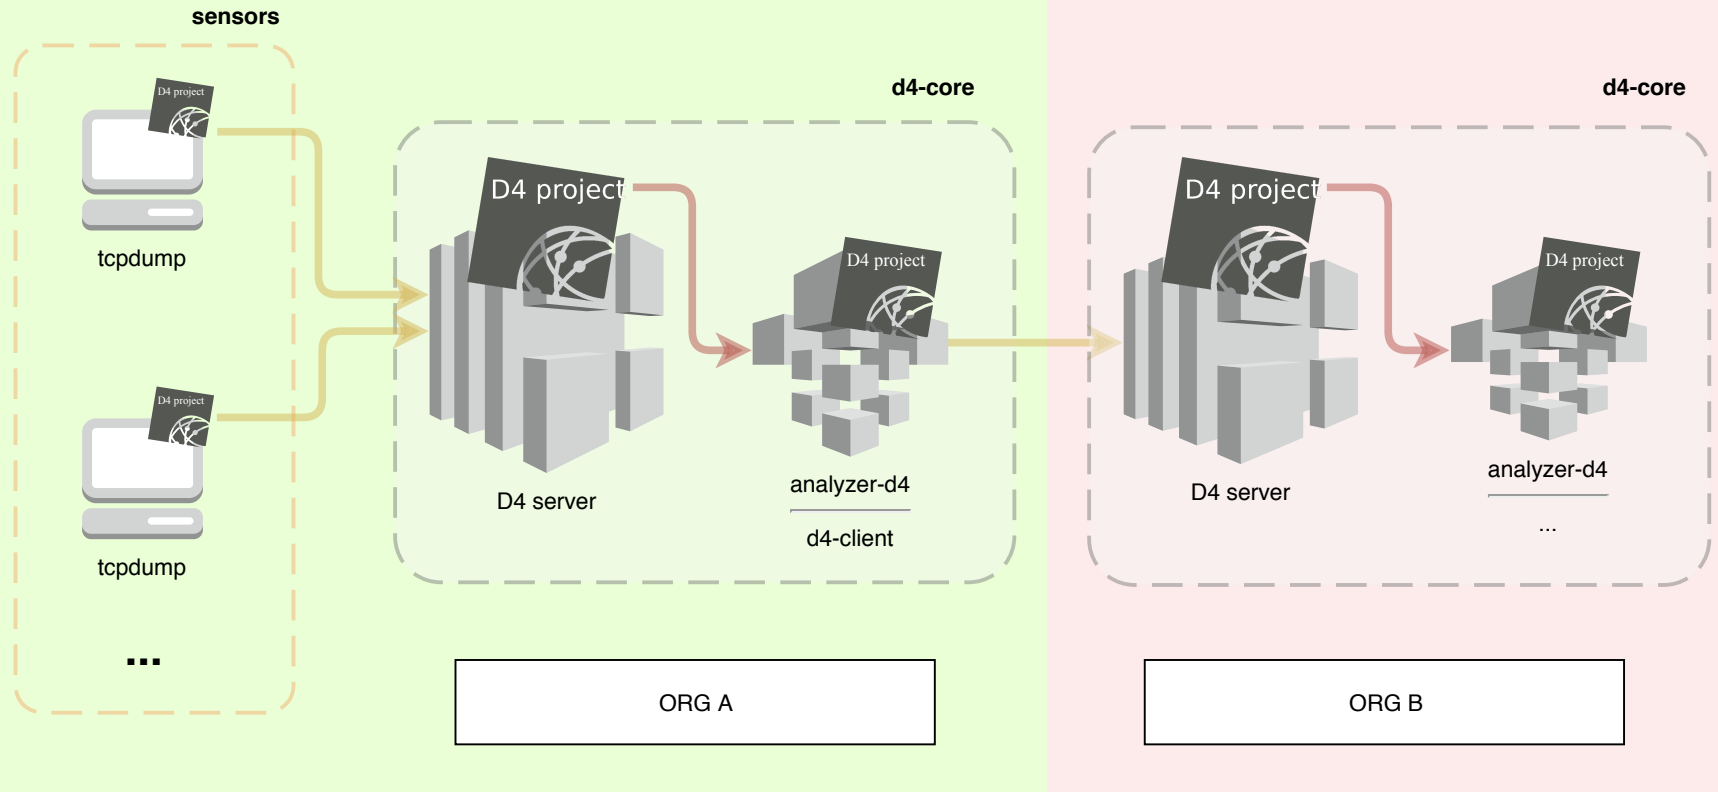 sensors
D4 project
tcpdump
D4 project
tcpdump
...
d4-core
D4 project
D4 server
D4 project
analyzer-d4
d4-client
ORG A
d4-core
D4 project
D4 server
D4 project
analyzer-d4
...
ORG B